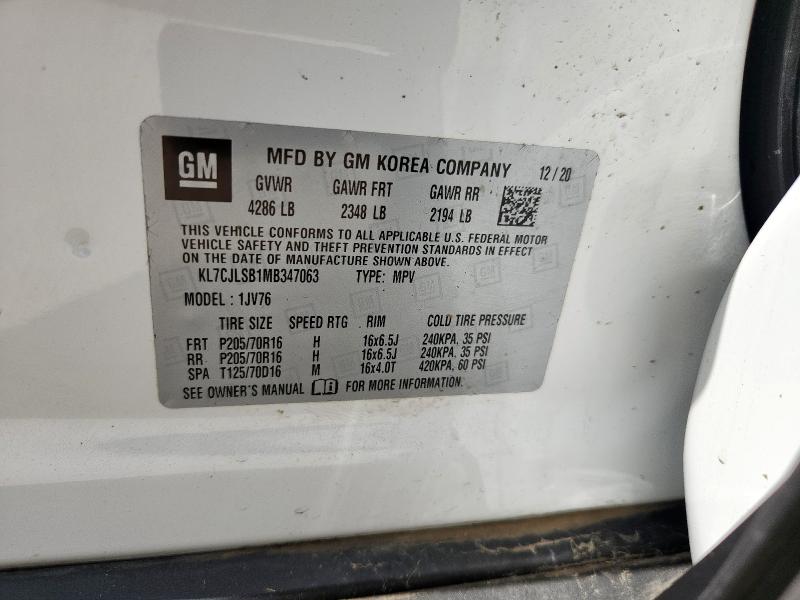 GM
MFD BY GM KOREA COMPANY 12/20
GVWR GAWR FRT GAWR RR
4286 LB 2348 LB 2194 LB
THIS VEHICLE CONFORMS TO ALL APPLICABLE U.S. FEDERAL MOTOR
VEHICLE SAFETY AND THEFT PREVENTION STANDARDS IN EFFECT
ON THE DATE OF MANUFACTURE SHOWN ABOVE.
KL7CJLSB1MB347063 TYPE: MPV
MODEL : 1JV76
TIRE SIZE SPEED RTG RIM COLD TIRE PRESSURE
FRT P205/70R16 H 16x6.5J 240KPA, 35 PSI
RR P205/70R16 H 16x6.5J 240KPA, 35 PSI
SPA T125/70D16 M 16x4.0T 420KPA, 60 PSI
SEE OWNER'S MANUAL FOR MORE INFORMATION.